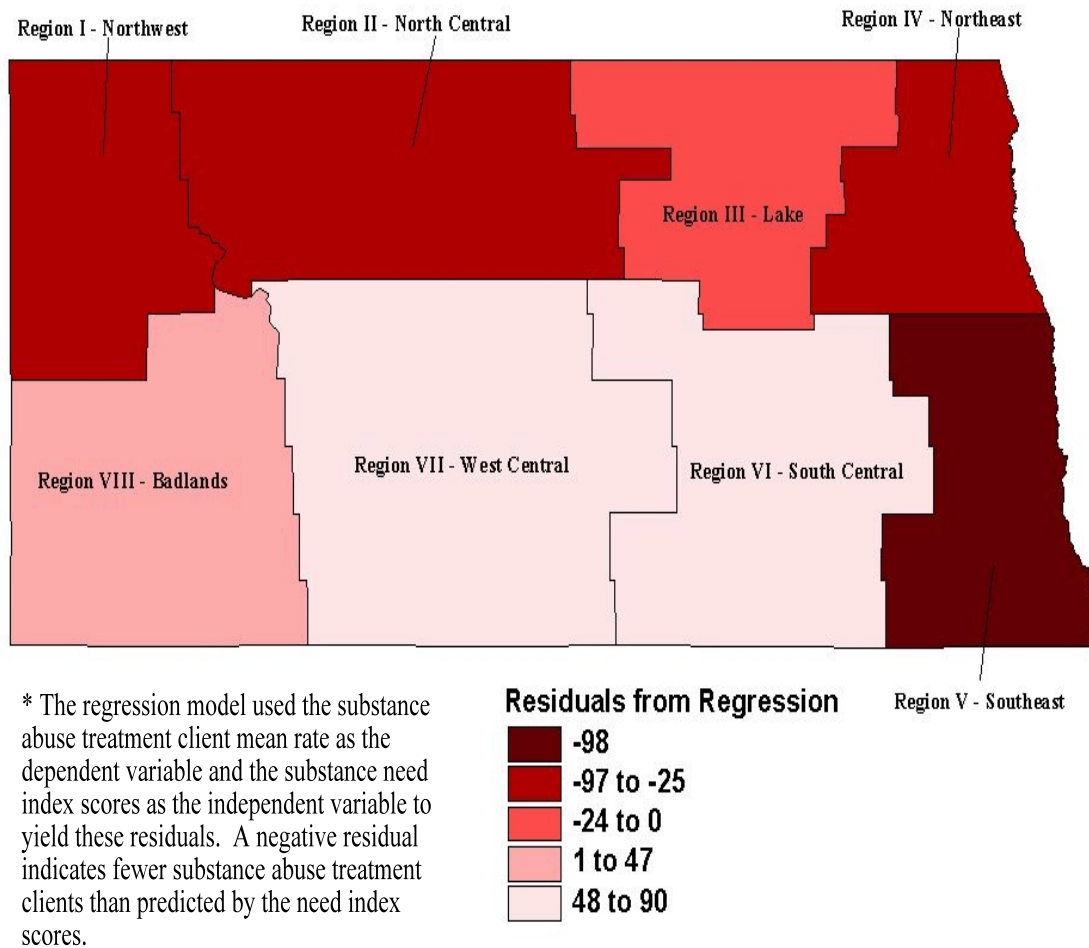 Region I - Northwest
Region II - North Central
Region IV - Northeast
Region III - Lake
Region VIII - Badlands
Region VII - West Central
Region VI - South Central
Region V - Southeast
* The regression model used the substance
abuse treatment client mean rate as the
dependent variable and the substance need
index scores as the independent variable to
yield these residuals. A negative residual
indicates fewer substance abuse treatment
clients than predicted by the need index
scores.
Residuals from Regression
-98
-97 to -25
-24 to 0
1 to 47
48 to 90